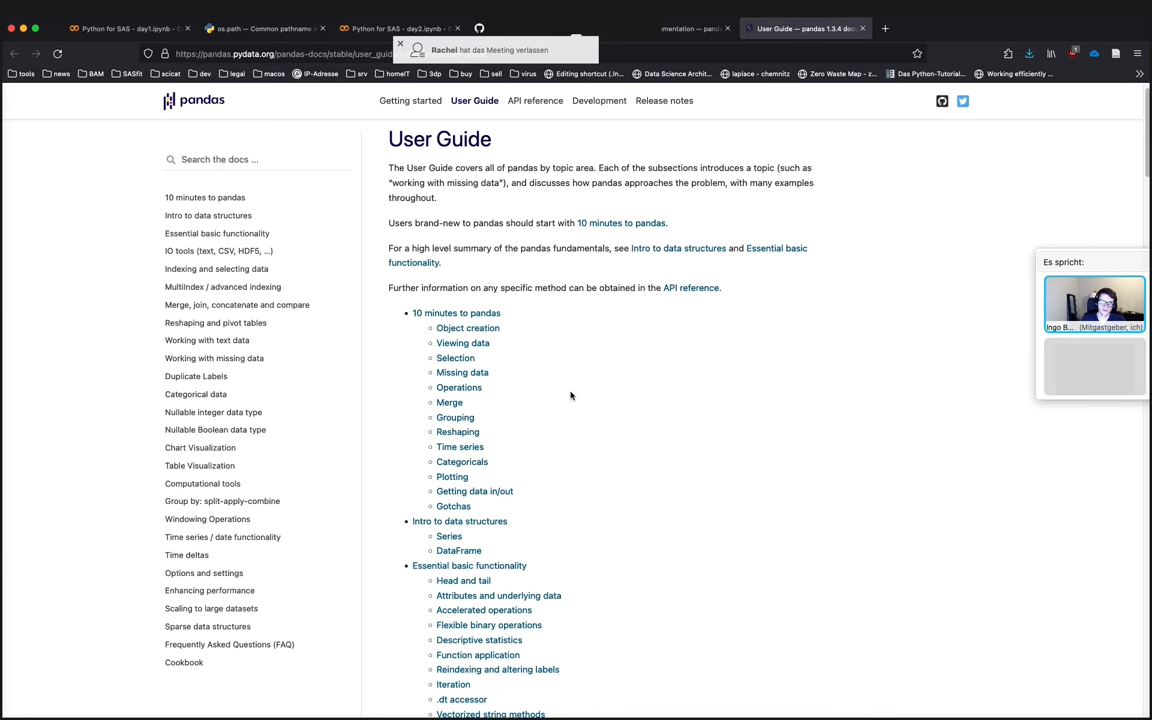 Python for SAS - day1.ipynb - C
os.path — Common pathname m
Python for SAS - day2.ipynb - C
mentation — panda
User Guide — pandas 1.3.4 doc
https://pandas.pydata.org/pandas-docs/stable/user_guid
Rachel hat das Meeting verlassen
tools
news
BAM
SASfit
scicat
dev
legal
macos
IP-Adresse
srv
homeIT
3dp
buy
sell
virus
Editing shortcut (.in...
Data Science Archit...
laplace - chemnitz
Zero Waste Map - z...
Das Python-Tutorial...
Working efficiently ...
pandas
Getting started
User Guide
API reference
Development
Release notes
Search the docs ...
10 minutes to pandas
Intro to data structures
Essential basic functionality
IO tools (text, CSV, HDF5, …)
Indexing and selecting data
MultiIndex / advanced indexing
Merge, join, concatenate and compare
Reshaping and pivot tables
Working with text data
Working with missing data
Duplicate Labels
Categorical data
Nullable integer data type
Nullable Boolean data type
Chart Visualization
Table Visualization
Computational tools
Group by: split-apply-combine
Windowing Operations
Time series / date functionality
Time deltas
Options and settings
Enhancing performance
Scaling to large datasets
Sparse data structures
Frequently Asked Questions (FAQ)
Cookbook
User Guide
The User Guide covers all of pandas by topic area. Each of the subsections introduces a topic (such as
"working with missing data"), and discusses how pandas approaches the problem, with many examples
throughout.
Users brand-new to pandas should start with 10 minutes to pandas.
For a high level summary of the pandas fundamentals, see Intro to data structures and Essential basic
functionality.
Further information on any specific method can be obtained in the API reference.
10 minutes to pandas
Object creation
Viewing data
Selection
Missing data
Operations
Merge
Grouping
Reshaping
Time series
Categoricals
Plotting
Getting data in/out
Gotchas
Intro to data structures
Series
DataFrame
Essential basic functionality
Head and tail
Attributes and underlying data
Accelerated operations
Flexible binary operations
Descriptive statistics
Function application
Reindexing and altering labels
Iteration
.dt accessor
Vectorized string methods
Es spricht:
Ingo B... (Mitgastgeber, ich)